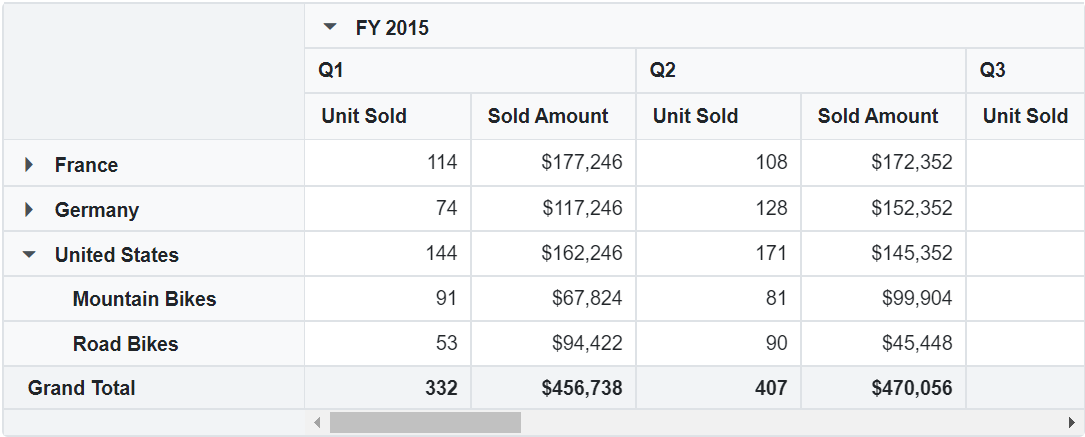 FY 2015
Q1 Q2 Q3
Unit Sold Sold Amount Unit Sold Sold Amount Unit Sold
France 114 $177,246 108 $172,352
Germany 74 $117,246 128 $152,352
United States 144 $162,246 171 $145,352
Mountain Bikes 91 $67,824 81 $99,904
Road Bikes 53 $94,422 90 $45,448
Grand Total 332 $456,738 407 $470,056